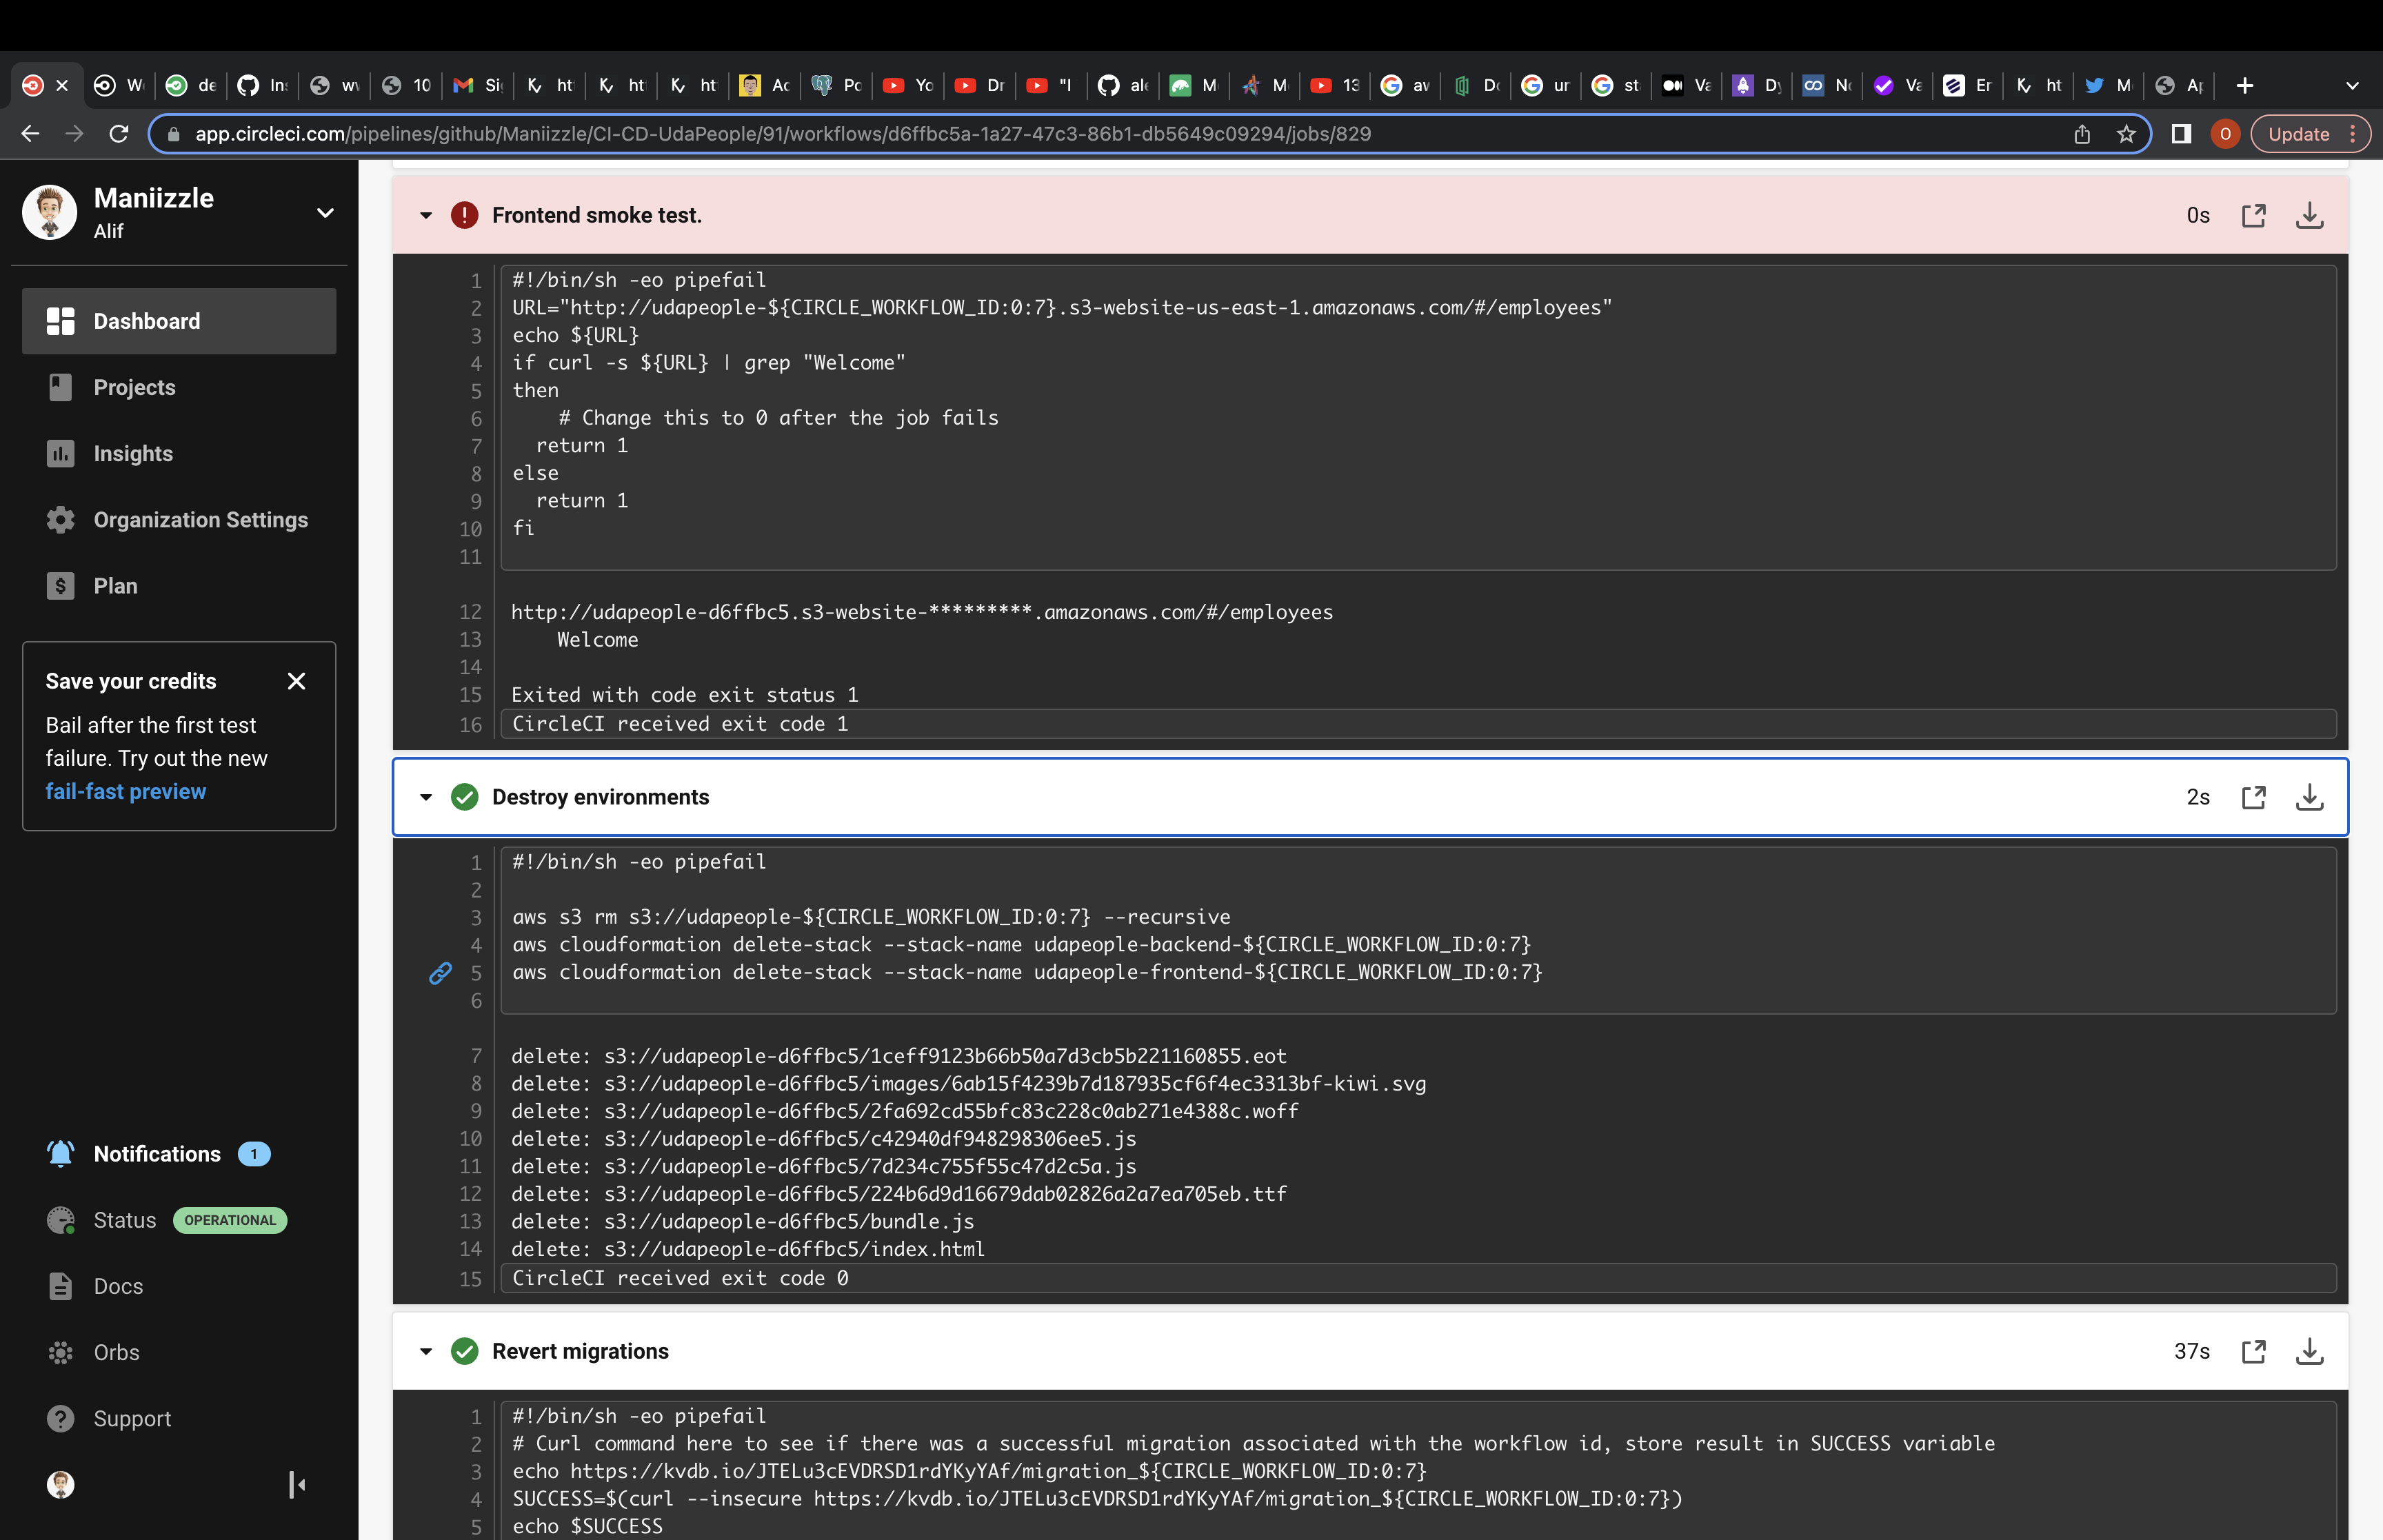 W
de
In
wv
10
M Si
ht
ht
ht
Ac
Po
Yo
Dr
"I
ale
M
M
13
av
Do
ur
st
Va
Dy
No
Va
Er
ht
M
Ap
app.circleci.com/pipelines/github/Maniizzle/CI-CD-UdaPeople/91/workflows/d6ffbc5a-1a27-47c3-86b1-db5649c09294/jobs/829
O
Update
Maniizzle
Alif
Dashboard
Projects
Insights
Organization Settings
Plan
Save your credits
Bail after the first test
failure. Try out the new
fail-fast preview
Notifications 1
Status OPERATIONAL
Docs
Orbs
Support
Frontend smoke test. 0s
1 #!/bin/sh -eo pipefail
2 URL="http://udapeople-${CIRCLE_WORKFLOW_ID:0:7}.s3-website-us-east-1.amazonaws.com/#/employees"
3 echo ${URL}
4 if curl -s ${URL} | grep "Welcome"
5 then
6 # Change this to 0 after the job fails
7 return 1
8 else
9 return 1
10 fi
11
12 http://udapeople-d6ffbc5.s3-website-*********.amazonaws.com/#/employees
13 Welcome
14
15 Exited with code exit status 1
16 CircleCI received exit code 1
Destroy environments 2s
1 #!/bin/sh -eo pipefail
2
3 aws s3 rm s3://udapeople-${CIRCLE_WORKFLOW_ID:0:7} --recursive
4 aws cloudformation delete-stack --stack-name udapeople-backend-${CIRCLE_WORKFLOW_ID:0:7}
5 aws cloudformation delete-stack --stack-name udapeople-frontend-${CIRCLE_WORKFLOW_ID:0:7}
6
7 delete: s3://udapeople-d6ffbc5/1ceff9123b66b50a7d3cb5b221160855.eot
8 delete: s3://udapeople-d6ffbc5/images/6ab15f4239b7d187935cf6f4ec3313bf-kiwi.svg
9 delete: s3://udapeople-d6ffbc5/2fa692cd55bfc83c228c0ab271e4388c.woff
10 delete: s3://udapeople-d6ffbc5/c42940df948298306ee5.js
11 delete: s3://udapeople-d6ffbc5/7d234c755f55c47d2c5a.js
12 delete: s3://udapeople-d6ffbc5/224b6d9d16679dab02826a2a7ea705eb.ttf
13 delete: s3://udapeople-d6ffbc5/bundle.js
14 delete: s3://udapeople-d6ffbc5/index.html
15 CircleCI received exit code 0
Revert migrations 37s
1 #!/bin/sh -eo pipefail
2 # Curl command here to see if there was a successful migration associated with the workflow id, store result in SUCCESS variable
3 echo https://kvdb.io/JTELu3cEVDRSD1rdYKyYAf/migration_${CIRCLE_WORKFLOW_ID:0:7}
4 SUCCESS=$(curl --insecure https://kvdb.io/JTELu3cEVDRSD1rdYKyYAf/migration_${CIRCLE_WORKFLOW_ID:0:7})
5 echo $SUCCESS